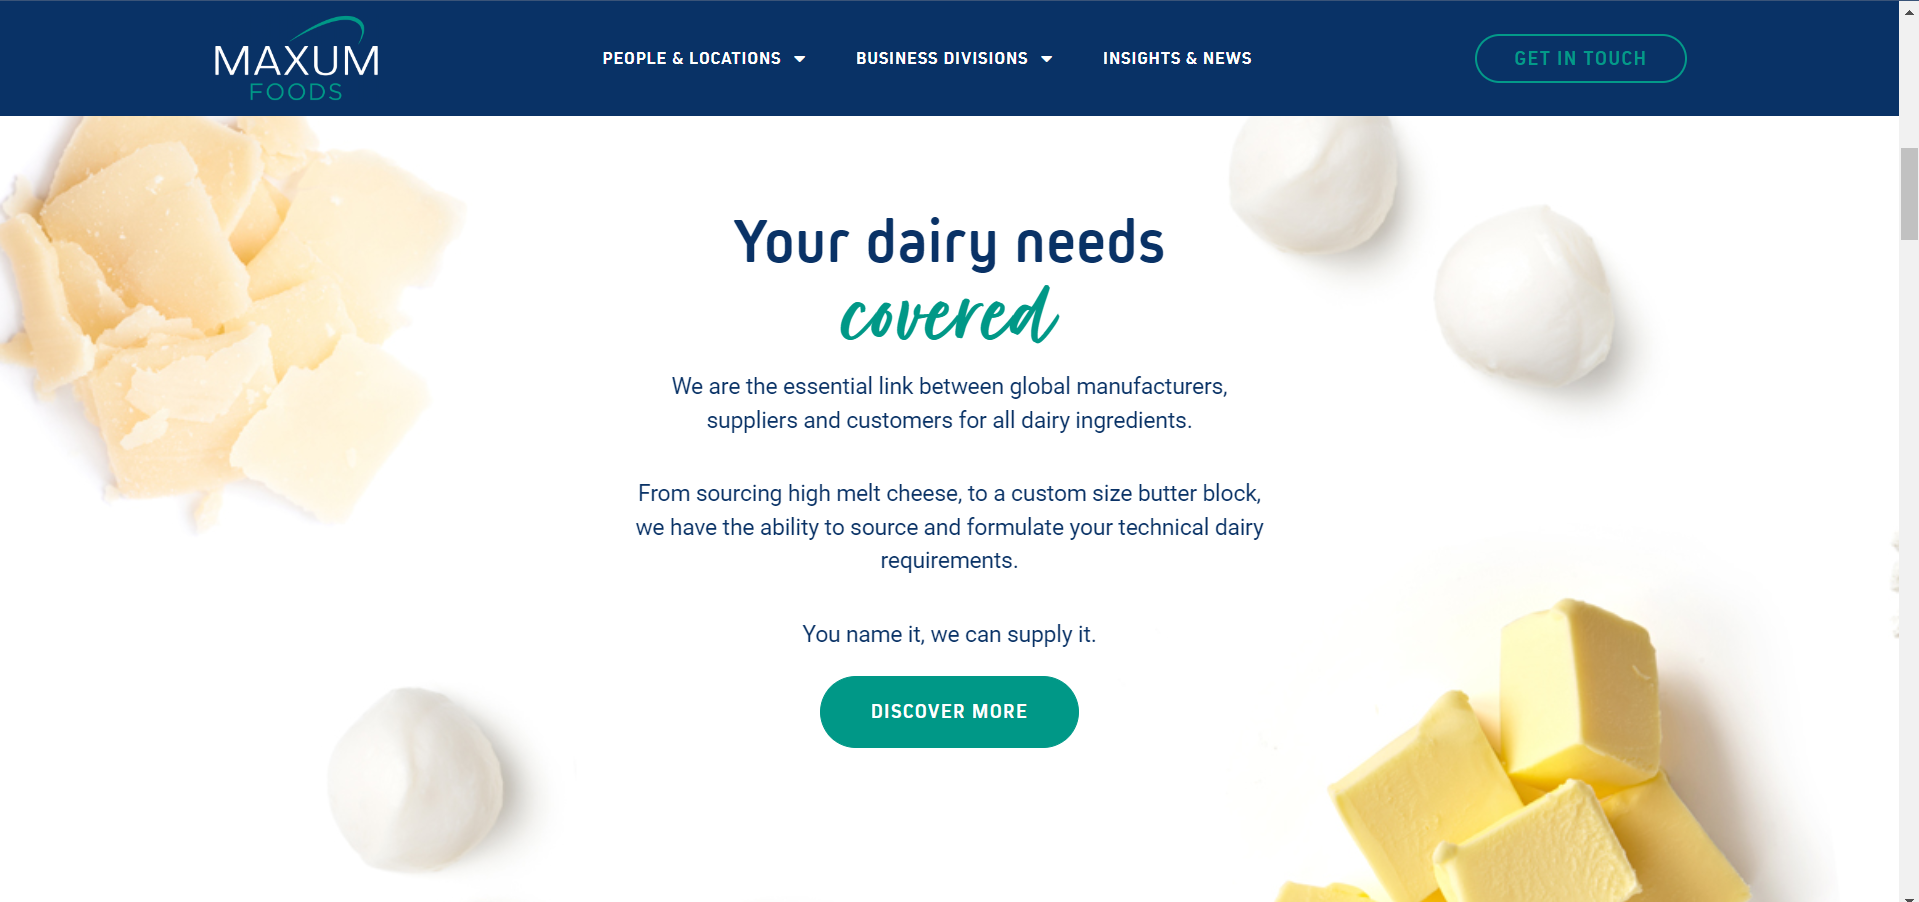 MAXUM
FOODS
PEOPLE & LOCATIONS
BUSINESS DIVISIONS
INSIGHTS & NEWS
GET IN TOUCH
Your dairy needs
covered
We are the essential link between global manufacturers,
suppliers and customers for all dairy ingredients.
From sourcing high melt cheese, to a custom size butter block,
we have the ability to source and formulate your technical dairy
requirements.
You name it, we can supply it.
DISCOVER MORE